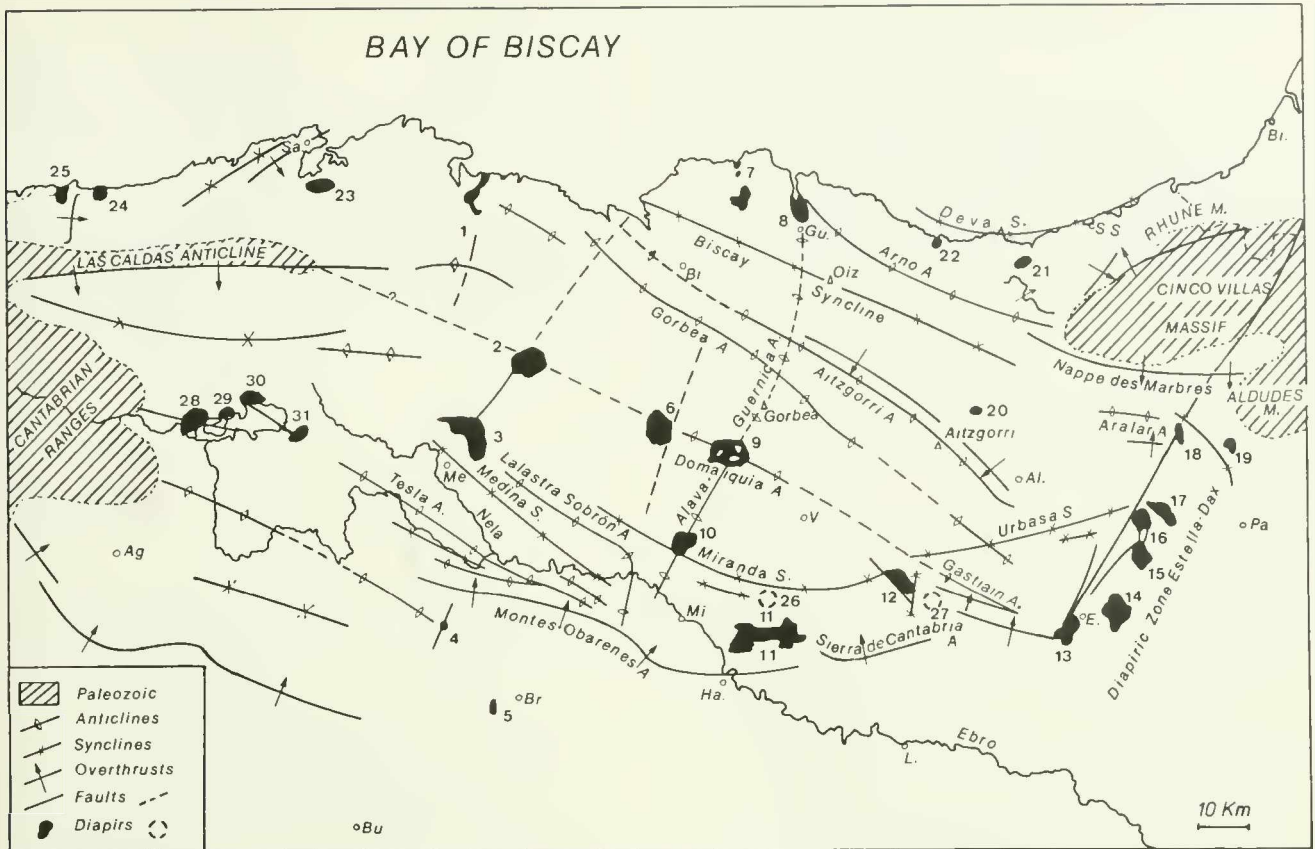 BAY OF BISCAY
Sa
25
24
23
1
7
8
Gu.
Bi.
Deva S.
SS
RHUNE M.
22
21
Biscay
Syncline
Oiz
Arno A
LAS CALDAS ANTICLINE
CINCO VILLAS
MASSIF
Nappe des Marbres
ALDUDES
M.
Gorbea A
Aitzgorri A
Guernica A.
Gorbea
2
3
6
9
20
Aitzgorri
Aralar A
18
19
CANTABRIAN
RANGES
28
29
30
31
Me
Medina S.
Nela
Tesla A.
Lalastra Sobrón A
Domaiquia A
Alava-
V
Al.
Urbasa S
17
16
15
14
Pa
10
Miranda S.
Gastiain A.
Ag
Mi
26
11
11
12
27
Sierra de Cantabria
A
E.
13
Diapiric Zone Estella-Dax
4
Montes Obarenes A
Ha.
5
Br
Ebro
L.
Bu
Paleozoic
Anticlines
Synclines
Overthrusts
Faults
Diapirs
10 Km